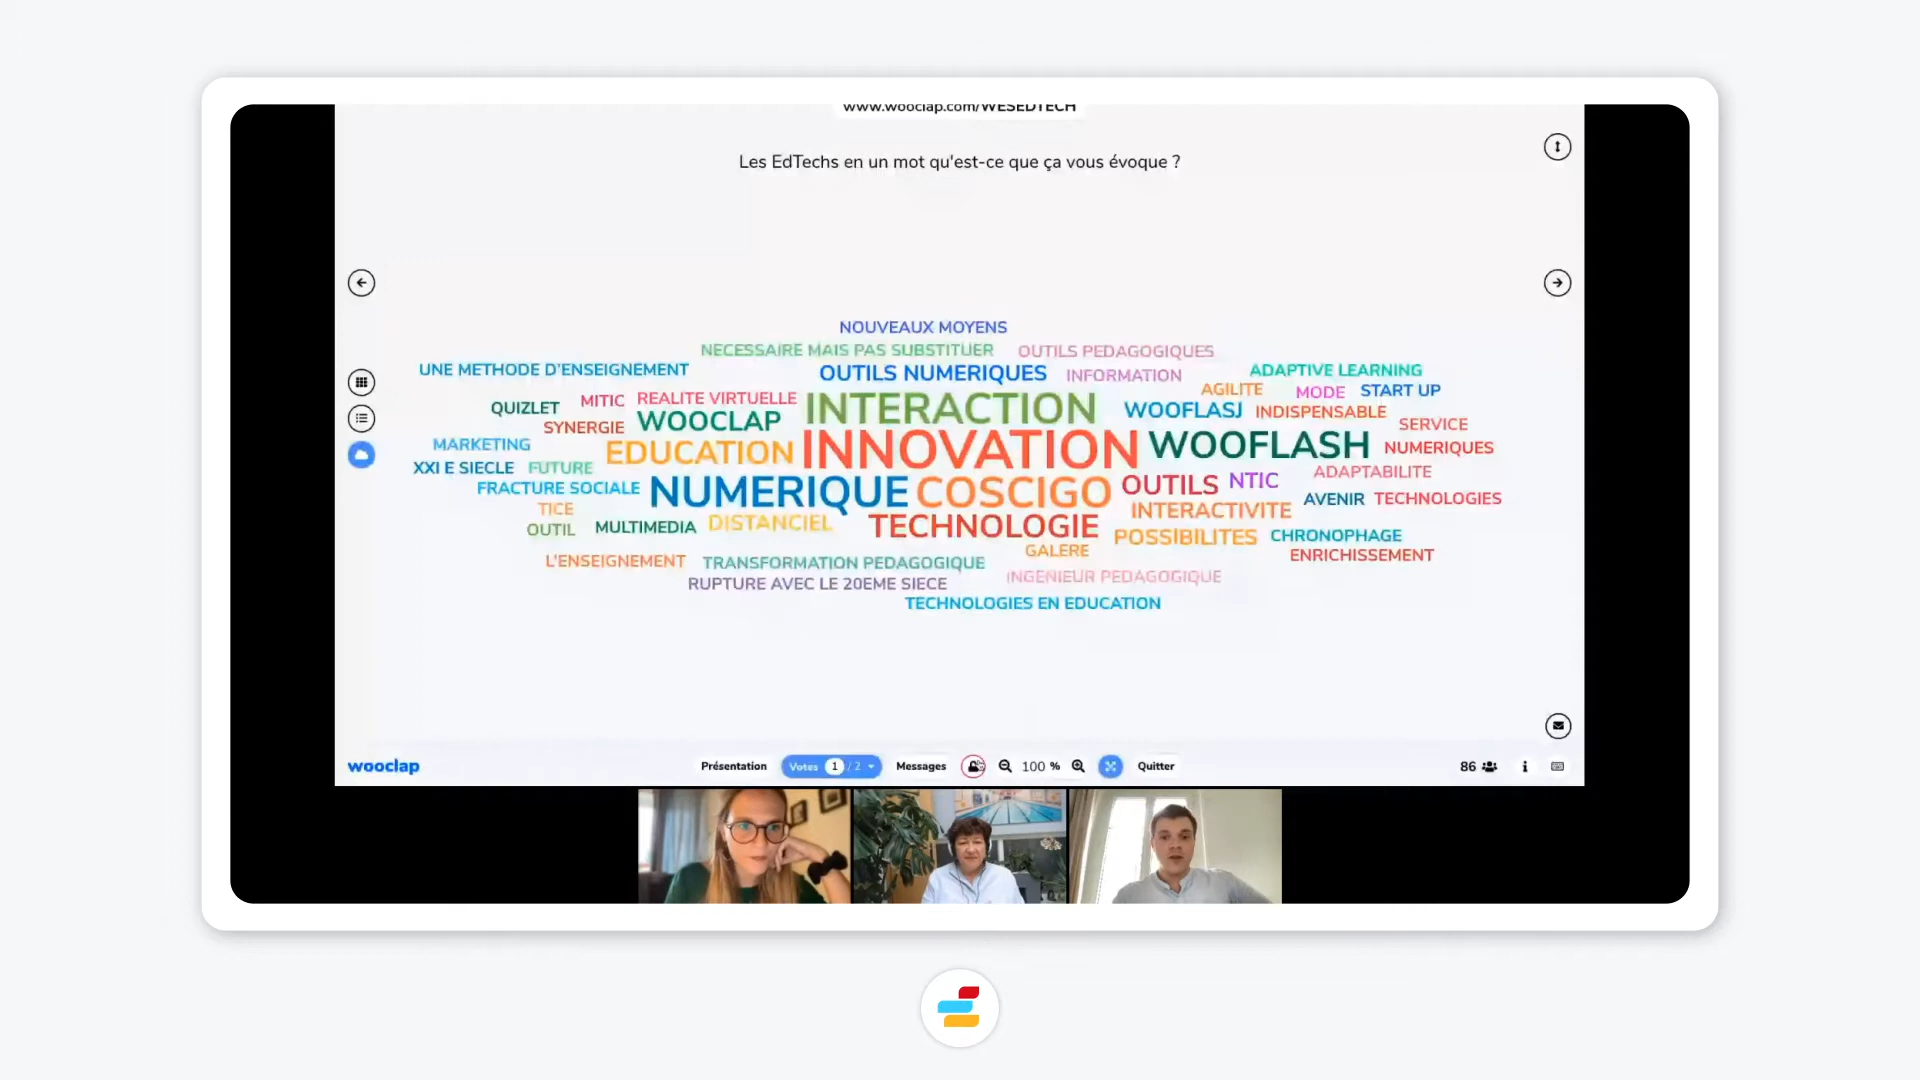 www.wooclap.com/WESEDTECH
Les EdTechs en un mot qu'est-ce que ça vous évoque ?
NOUVEAUX MOYENS
NECESSAIRE MAIS PAS SUBSTITUER
OUTILS PEDAGOGIQUES
UNE METHODE D'ENSEIGNEMENT
OUTILS NUMERIQUES
INFORMATION
ADAPTIVE LEARNING
AGILITE
MODE
START UP
QUIZLET
MITIC
REALITE VIRTUELLE
INTERACTION
WOOFLASJ
INDISPENSABLE
SYNERGIE
WOOCLAP
SERVICE
MARKETING
EDUCATION
INNOVATION
WOOFLASH
NUMERIQUES
XXI E SIECLE
FUTURE
ADAPTABILITE
FRACTURE SOCIALE
NUMERIQUE
COSCIGO
OUTILS
NTIC
AVENIR
TECHNOLOGIES
TICE
INTERACTIVITE
OUTIL
MULTIMEDIA
DISTANCIEL
TECHNOLOGIE
POSSIBILITES
CHRONOPHAGE
GALERE
ENRICHISSEMENT
L'ENSEIGNEMENT
TRANSFORMATION PEDAGOGIQUE
RUPTURE AVEC LE 20EME SIECE
INGENIEUR PEDAGOGIQUE
TECHNOLOGIES EN EDUCATION
wooclap
Présentation
Votes 1 / 2
Messages
100 %
Quitter
86
i